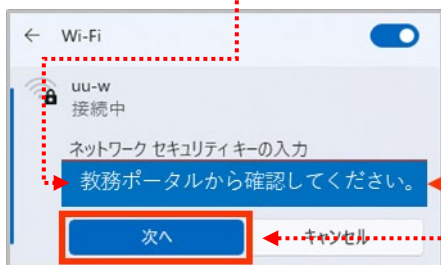 ← Wi-Fi
uu-w
接続中
ネットワーク セキュリティ キーの入力
教務ポータルから確認してください。
次へ
キャンセル